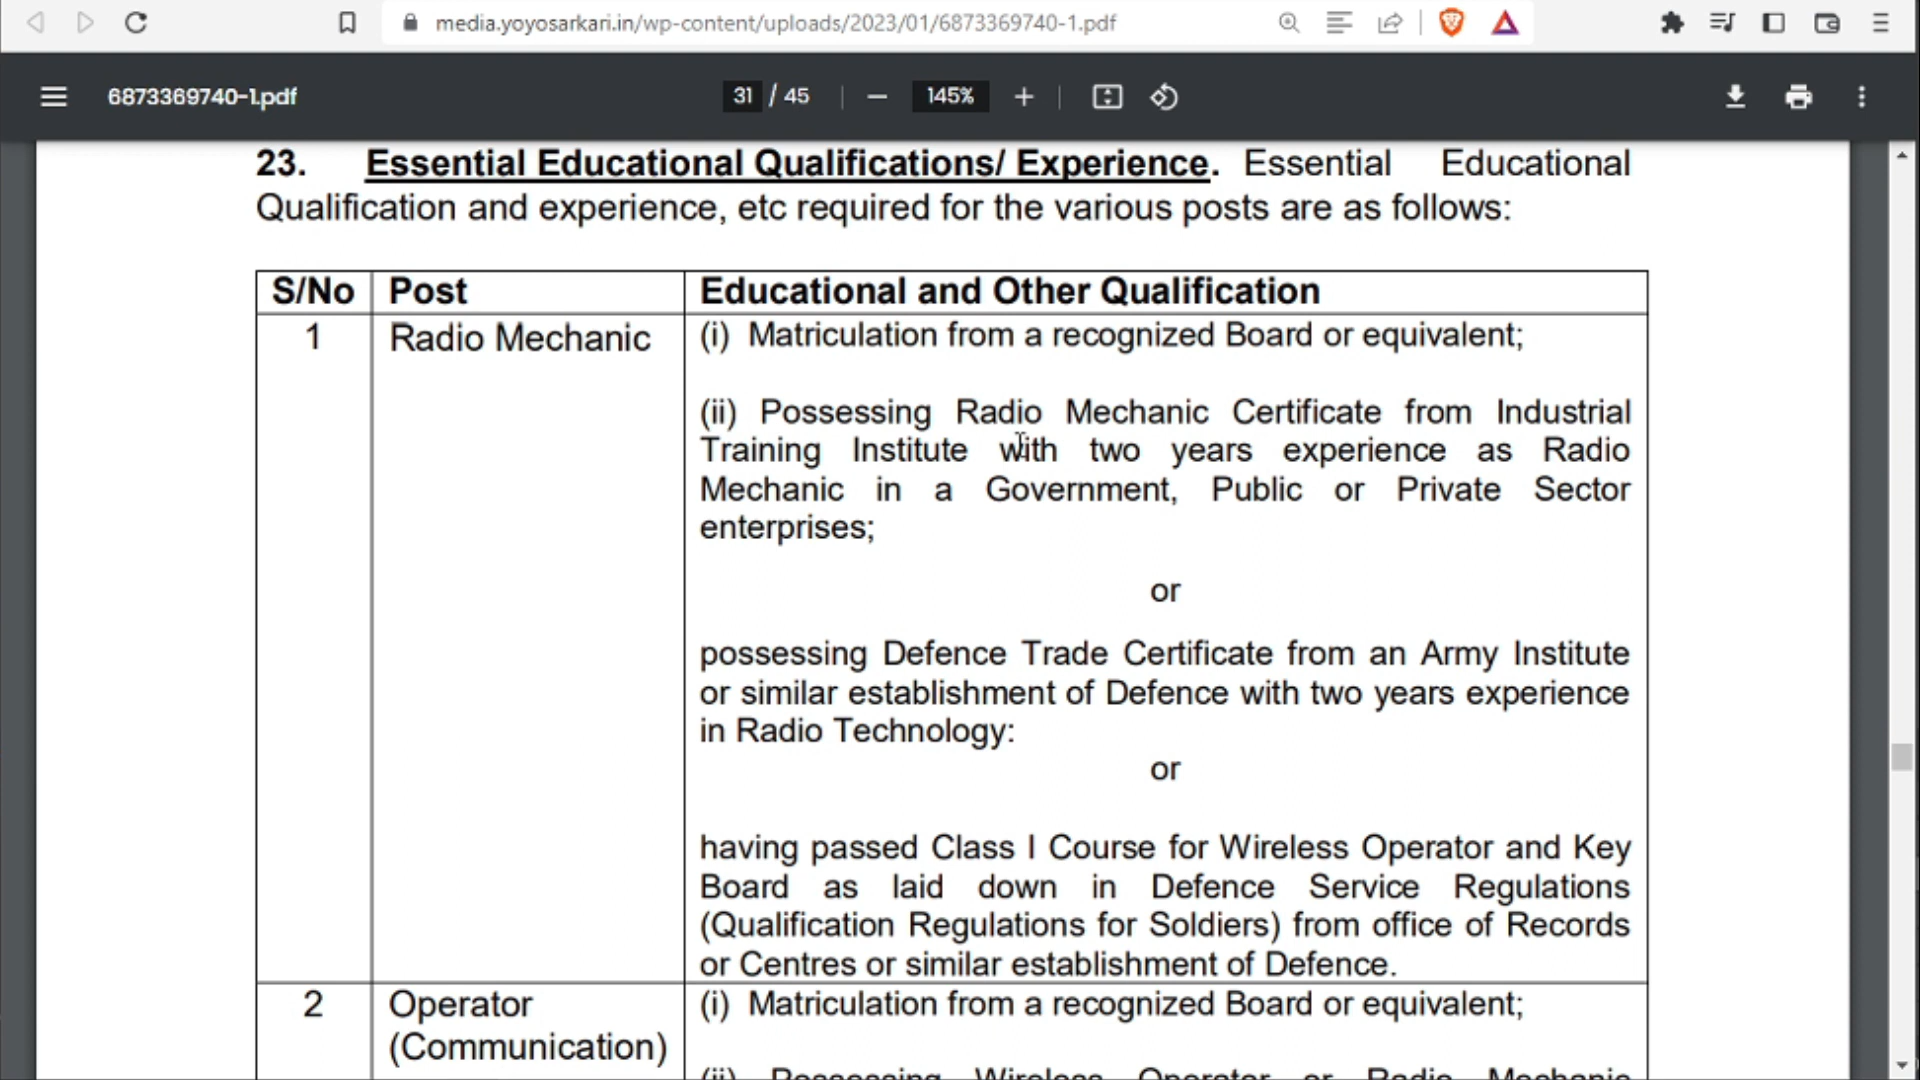 media.yoyosarkari.in/wp-content/uploads/2023/01/6873369740-1.pdf
6873369740-1.pdf
31 / 45
145%
23. Essential Educational Qualifications/ Experience. Essential Educational
Qualification and experience, etc required for the various posts are as follows:
S/No Post Educational and Other Qualification
1 Radio Mechanic (i) Matriculation from a recognized Board or equivalent;
(ii) Possessing Radio Mechanic Certificate from Industrial
Training Institute with two years experience as Radio
Mechanic in a Government, Public or Private Sector
enterprises;
or
possessing Defence Trade Certificate from an Army Institute
or similar establishment of Defence with two years experience
in Radio Technology:
or
having passed Class I Course for Wireless Operator and Key
Board as laid down in Defence Service Regulations
(Qualification Regulations for Soldiers) from office of Records
or Centres or similar establishment of Defence.
2 Operator (i) Matriculation from a recognized Board or equivalent;
(Communication)
(ii) Possessing Wireless Operator or Radio Mechanic